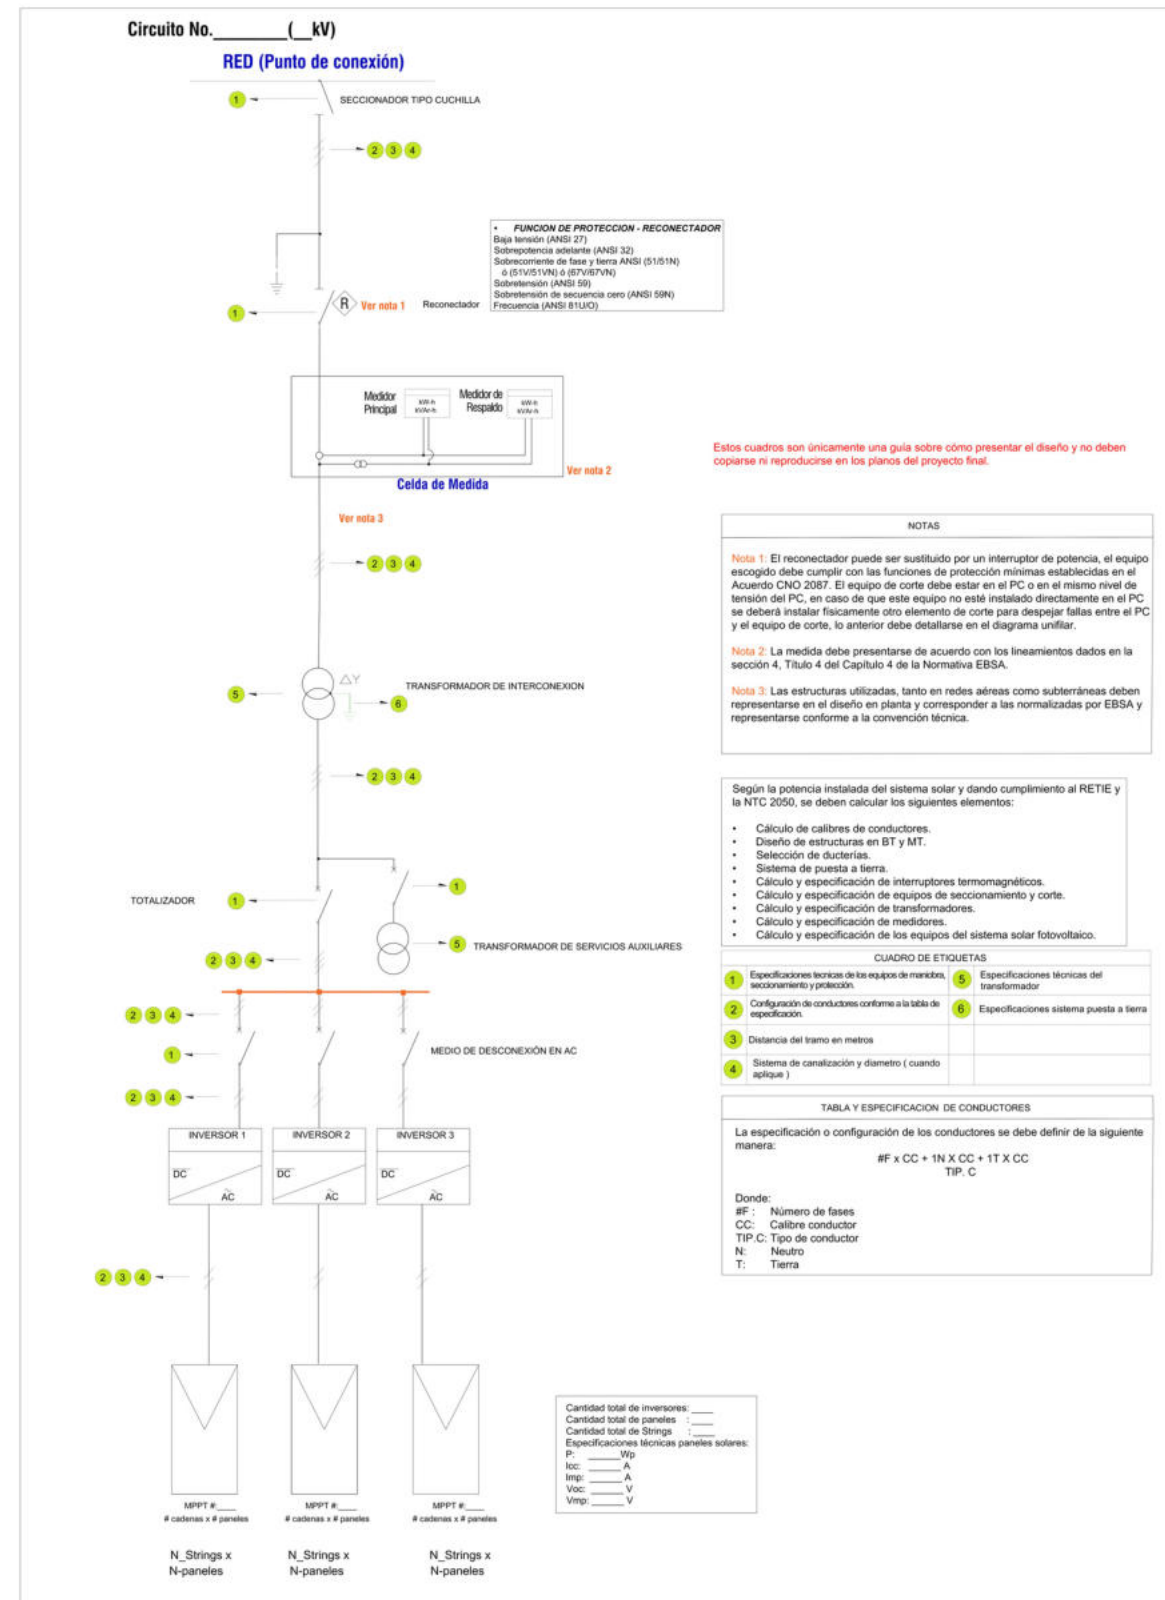 Circuito No.________(__kV)
RED (Punto de conexión)
1
SECCIONADOR TIPO CUCHILLA
2 3 4
• FUNCION DE PROTECCION - RECONECTADOR
Baja tensión (ANSI 27)
Sobrepotencia adelante (ANSI 32)
Sobrecorriente de fase y tierra ANSI (51/51N)
ó (51V/51VN) ó (67V/67VN)
Sobretensión (ANSI 59)
Sobretensión de secuencia cero (ANSI 59N)
Frecuencia (ANSI 81U/O)
1
R
Ver nota 1
Reconectador
Medidor
Principal
kW-h
kVAr-h
Medidor de
Respaldo
kW-h
kVAr-h
Ver nota 2
Celda de Medida
Estos cuadros son únicamente una guía sobre cómo presentar el diseño y no deben
copiarse ni reproducirse en los planos del proyecto final.
Ver nota 3
2 3 4
NOTAS
Nota 1: El reconectador puede ser sustituido por un interruptor de potencia, el equipo
escogido debe cumplir con las funciones de protección mínimas establecidas en el
Acuerdo CNO 2087. El equipo de corte debe estar en el PC o en el mismo nivel de
tensión del PC, en caso de que este equipo no esté instalado directamente en el PC
se deberá instalar físicamente otro elemento de corte para despejar fallas entre el PC
y el equipo de corte, lo anterior debe detallarse en el diagrama unifilar.
Nota 2: La medida debe presentarse de acuerdo con los lineamientos dados en la
sección 4, Título 4 del Capítulo 4 de la Normativa EBSA.
Nota 3: Las estructuras utilizadas, tanto en redes aéreas como subterráneas deben
representarse en el diseño en planta y corresponder a las normalizadas por EBSA y
representarse conforme a la convención técnica.
5
△Y
TRANSFORMADOR DE INTERCONEXION
6
2 3 4
Según la potencia instalada del sistema solar y dando cumplimiento al RETIE y
la NTC 2050, se deben calcular los siguientes elementos:
• Cálculo de calibres de conductores.
• Diseño de estructuras en BT y MT.
• Selección de ducterías.
• Sistema de puesta a tierra.
• Cálculo y especificación de interruptores termomagnéticos.
• Cálculo y especificación de equipos de seccionamiento y corte.
• Cálculo y especificación de transformadores.
• Cálculo y especificación de medidores.
• Cálculo y especificación de los equipos del sistema solar fotovoltaico.
TOTALIZADOR
1
1
5
TRANSFORMADOR DE SERVICIOS AUXILIARES
2 3 4
CUADRO DE ETIQUETAS
1 Especificaciones tecnicas de los equipos de maniobra,
seccionamiento y protección.
5 Especificaciones técnicas del
transformador
2 Configuración de conductores conforme a la tabla de
especificación.
6 Especificaciones sistema puesta a tierra
3 Distancia del tramo en metros
4 Sistema de canalización y diametro ( cuando
aplique )
2 3 4
1
MEDIO DE DESCONEXIÓN EN AC
2 3 4
INVERSOR 1
INVERSOR 2
INVERSOR 3
DC
AC
DC
AC
DC
AC
TABLA Y ESPECIFICACION DE CONDUCTORES
La especificación o configuración de los conductores se debe definir de la siguiente
manera:
#F x CC + 1N X CC + 1T X CC
TIP. C
Donde:
#F : Número de fases
CC: Calibre conductor
TIP.C: Tipo de conductor
N: Neutro
T: Tierra
2 3 4
Cantidad total de inversores: ____
Cantidad total de paneles : ____
Cantidad total de Strings : ____
Especificaciones técnicas paneles solares:
P: ______Wp
Icc: ______ A
Imp: ______ A
Voc: ______ V
Vmp: ______ V
MPPT #:____
# cadenas x # paneles
MPPT #:____
# cadenas x # paneles
MPPT #:____
# cadenas x # paneles
N_Strings x
N-paneles
N_Strings x
N-paneles
N_Strings x
N-paneles